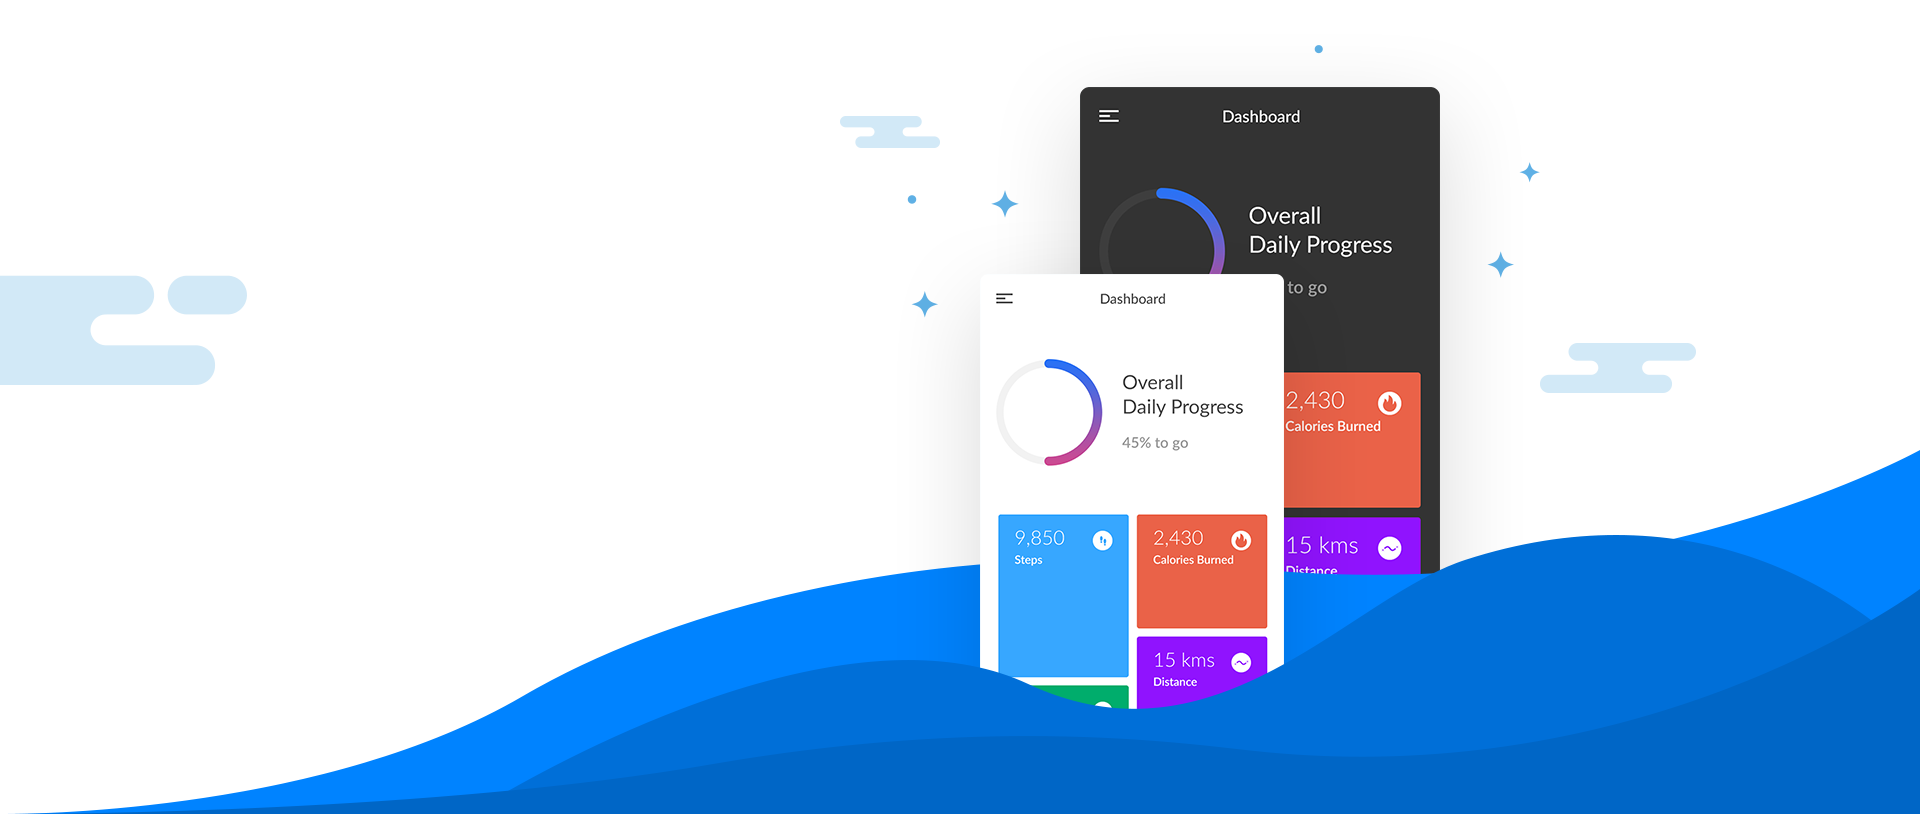 Dashboard
Overall
Daily Progress
to go
2,430
Calories Burned
15 kms
Distance
Dashboard
Overall
Daily Progress
45% to go
9,850
Steps
2,430
Calories Burned
15 kms
Distance